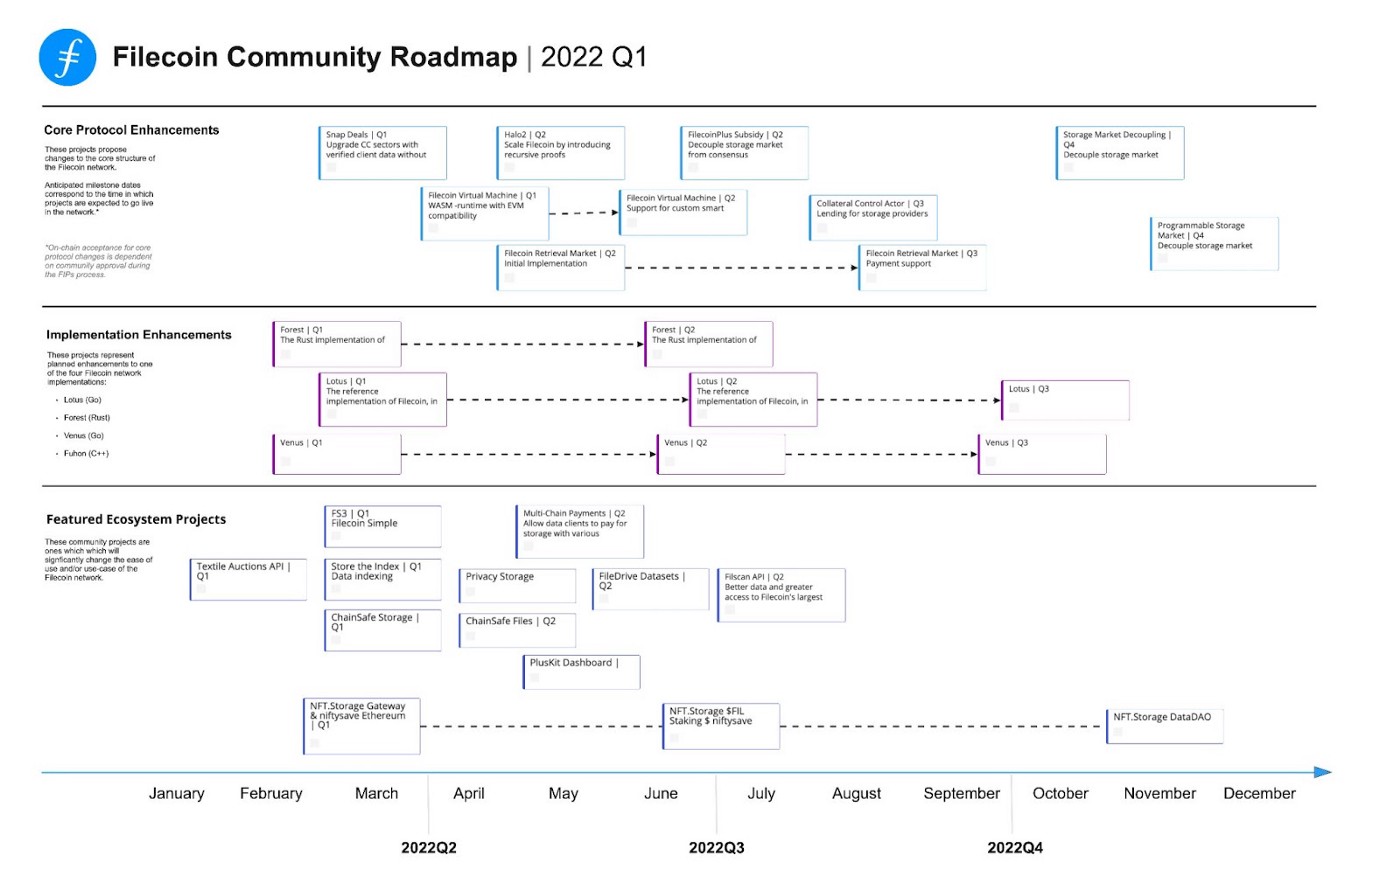 Filecoin Community Roadmap | 2022 Q1
Core Protocol Enhancements
These projects propose
changes to the core structure of
the Filecoin network.
Anticipated milestone dates
correspond to the time in which
projects are expected to go live
in the network.*
*On-chain acceptance for core
protocol changes is dependent
on community approval during
the FIPs process.
Snap Deals | Q1
Upgrade CC sectors with
verified client data without
Halo2 | Q2
Scale Filecoin by introducing
recursive proofs
FilecoinPlus Subsidy | Q2
Decouple storage market
from consensus
Storage Market Decoupling |
Q4
Decouple storage market
Filecoin Virtual Machine | Q1
WASM -runtime with EVM
compatibility
Filecoin Virtual Machine | Q2
Support for custom smart
Collateral Control Actor | Q3
Lending for storage providers
Programmable Storage
Market | Q4
Decouple storage market
Filecoin Retrieval Market | Q2
Initial Implementation
Filecoin Retrieval Market | Q3
Payment support
Implementation Enhancements
These projects represent
planned enhancements to one
of the four Filecoin network
implementations:
• Lotus (Go)
• Forest (Rust)
• Venus (Go)
• Fuhon (C++)
Forest | Q1
The Rust implementation of
Forest | Q2
The Rust implementation of
Lotus | Q1
The reference
implementation of Filecoin, in
Lotus | Q2
The reference
implementation of Filecoin, in
Lotus | Q3
Venus | Q1
Venus | Q2
Venus | Q3
Featured Ecosystem Projects
These community projects are
ones which which will
signficantly change the ease of
use and/or use-case of the
Filecoin network.
FS3 | Q1
Filecoin Simple
Multi-Chain Payments | Q2
Allow data clients to pay for
storage with various
Textile Auctions API |
Q1
Store the Index | Q1
Data indexing
Privacy Storage
FileDrive Datasets |
Q2
Filscan API | Q2
Better data and greater
access to Filecoin's largest
ChainSafe Storage |
Q1
ChainSafe Files | Q2
PlusKit Dashboard |
NFT.Storage Gateway
& niftysave Ethereum
| Q1
NFT.Storage $FIL
Staking $ niftysave
NFT.Storage DataDAO
January February March April May June July August September October November December
2022Q2 2022Q3 2022Q4